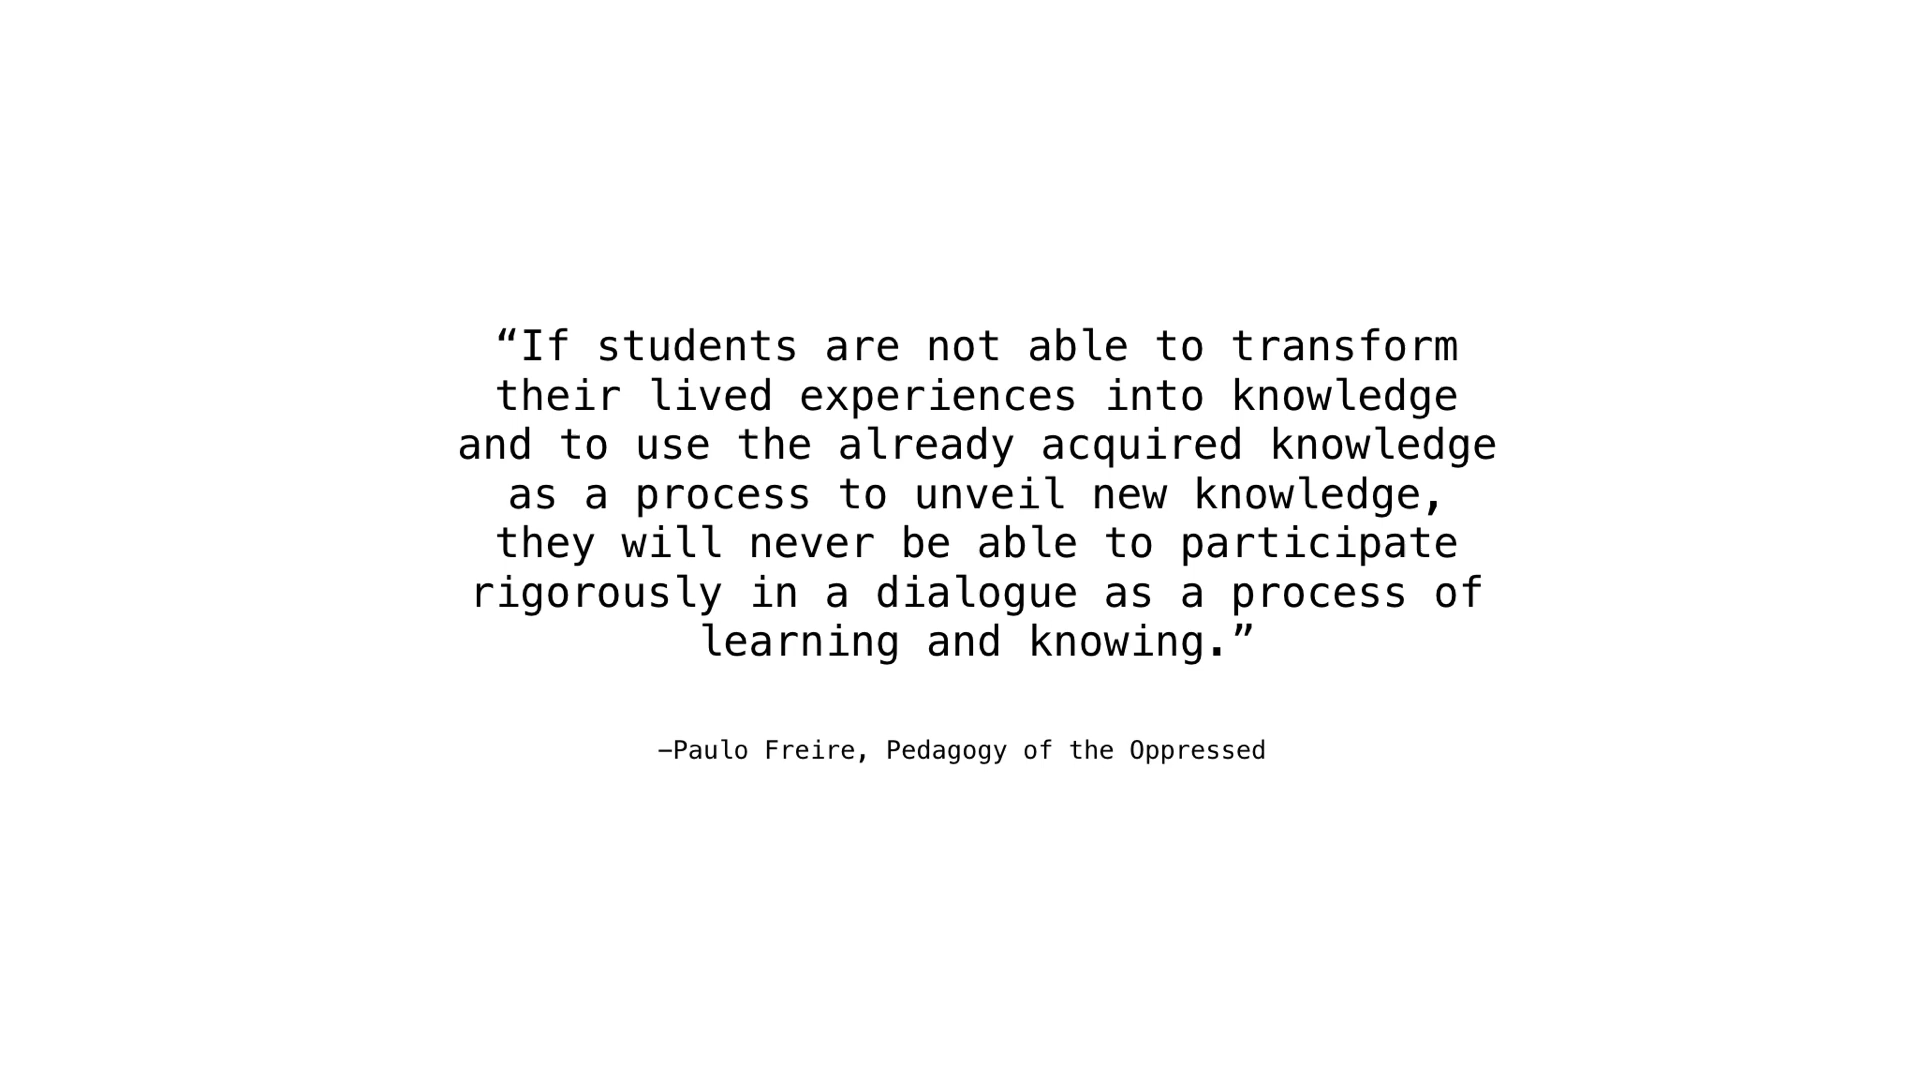 “If students are not able to transform
their lived experiences into knowledge
and to use the already acquired knowledge
as a process to unveil new knowledge,
they will never be able to participate
rigorously in a dialogue as a process of
learning and knowing.”
–Paulo Freire, Pedagogy of the Oppressed